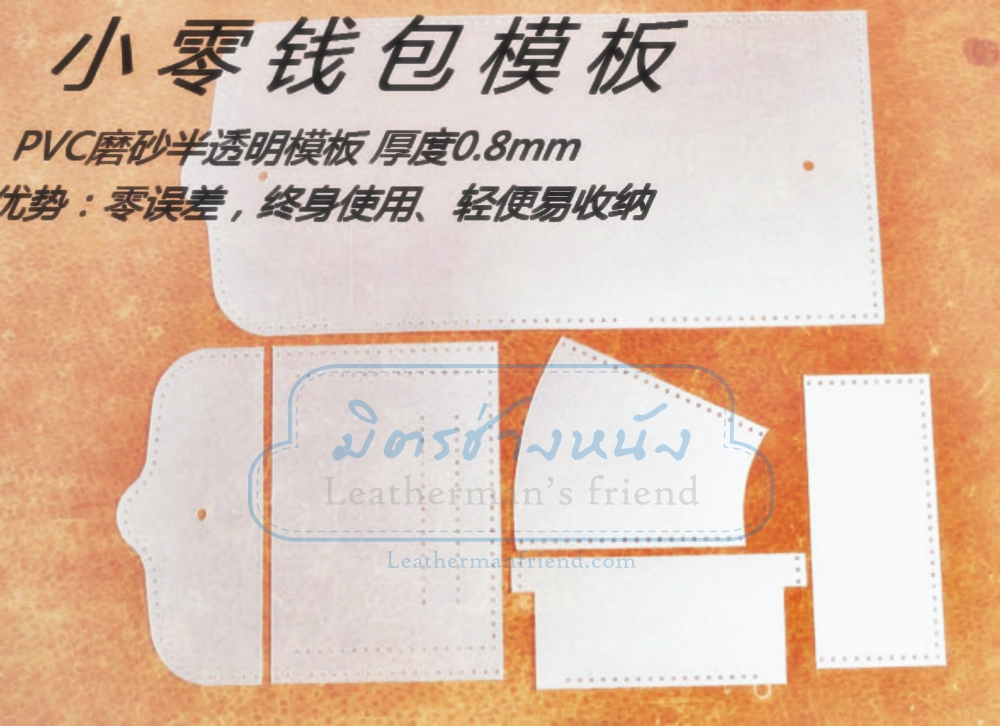 小零钱包模板
PVC磨砂半透明模板 厚度0.8mm
优势：零误差，终身使用、轻便易收纳
มิตรช่างหนัง
Leatherman's friend
Leathermanfriend.com